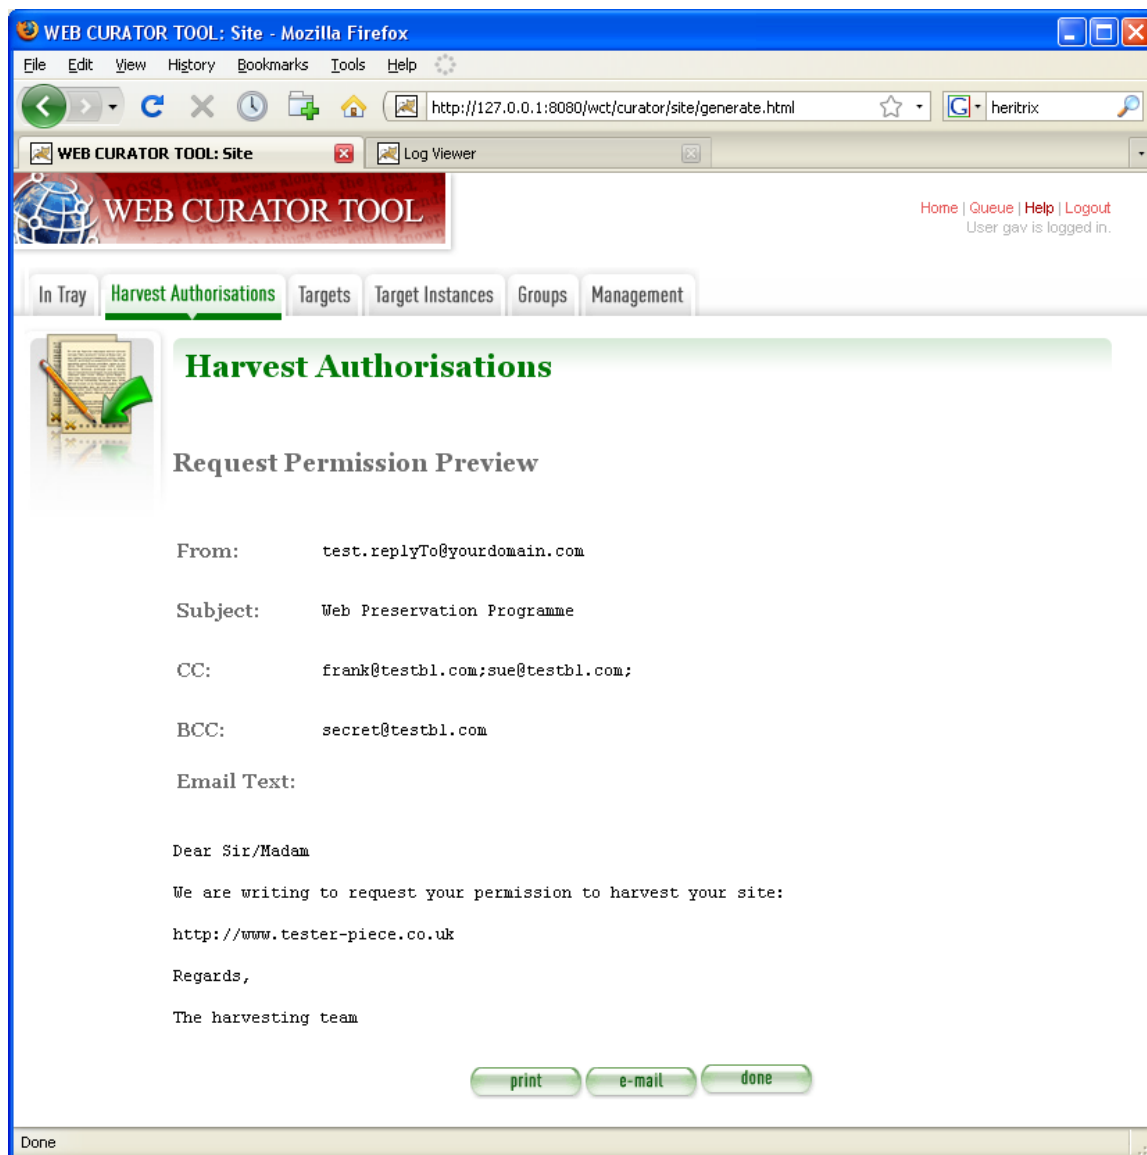 WEB CURATOR TOOL: Site - Mozilla Firefox
File Edit View History Bookmarks Tools Help
http://127.0.0.1:8080/wct/curator/site/generate.html G heritrix
WEB CURATOR TOOL: Site Log Viewer
WEB CURATOR TOOL
Home | Queue | Help | Logout
User gav is logged in.
In Tray Harvest Authorisations Targets Target Instances Groups Management
Harvest Authorisations
Request Permission Preview
From: test.replyTo@yourdomain.com
Subject: Web Preservation Programme
CC: frank@testbl.com;sue@testbl.com;
BCC: secret@testbl.com
Email Text:
Dear Sir/Madam
We are writing to request your permission to harvest your site:
http://www.tester-piece.co.uk
Regards,
The harvesting team
print e-mail done
Done